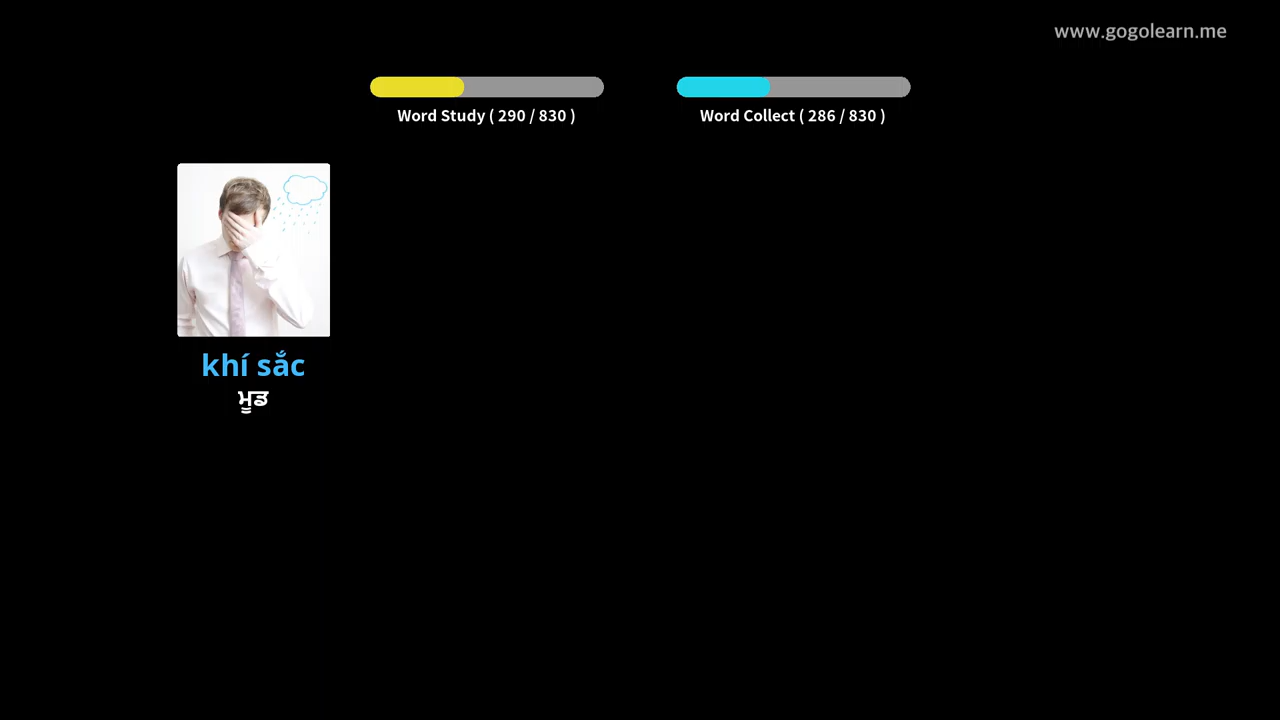 www.gogolearn.me
Word Study ( 290 / 830 )
Word Collect ( 286 / 830 )
khí sắc
ਮੂਡ